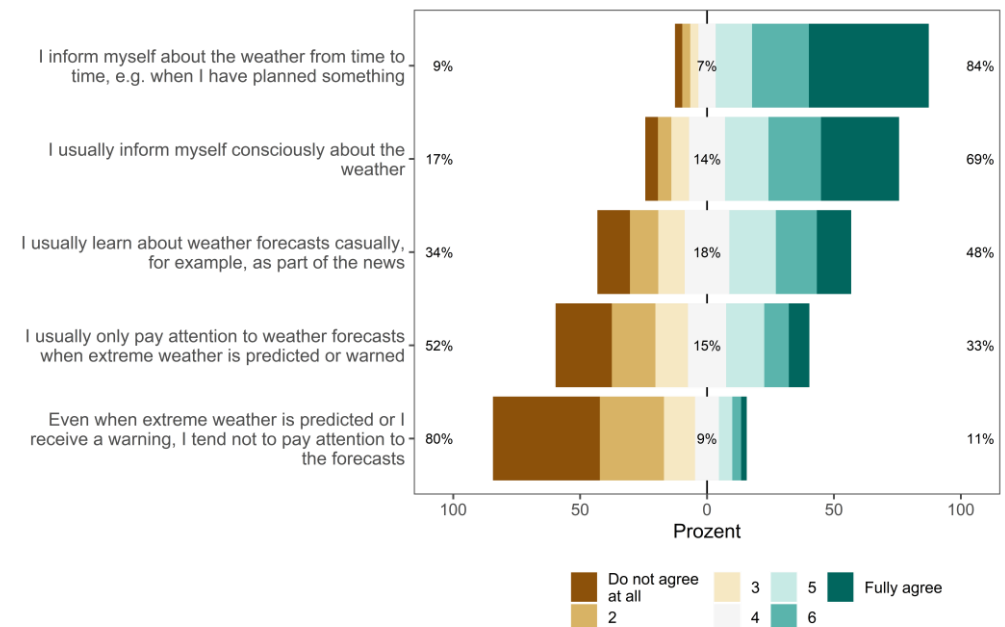 I inform myself about the weather from time to
time, e.g. when I have planned something
9%
7%
84%
I usually inform myself consciously about the
weather
17%
14%
69%
I usually learn about weather forecasts casually,
for example, as part of the news
34%
18%
48%
I usually only pay attention to weather forecasts
when extreme weather is predicted or warned
52%
15%
33%
Even when extreme weather is predicted or I
receive a warning, I tend not to pay attention to
the forecasts
80%
9%
11%
100 50 0 50 100
Prozent
Do not agree
at all
2
3
4
5
6
Fully agree